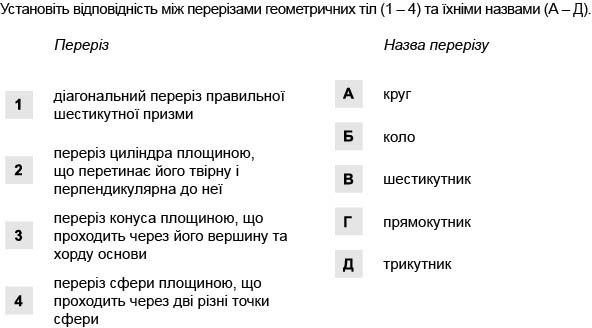 Установіть відповідність між перерізами геометричних тіл (1 – 4) та їхніми назвами (А – Д).
Переріз
Назва перерізу
1 діагональний переріз правильної
шестикутної призми
2 переріз циліндра площиною,
що перетинає його твірну і
перпендикулярна до неї
3 переріз конуса площиною, що
проходить через його вершину та
хорду основи
4 переріз сфери площиною, що
проходить через дві різні точки
сфери
А круг
Б коло
В шестикутник
Г прямокутник
Д трикутник